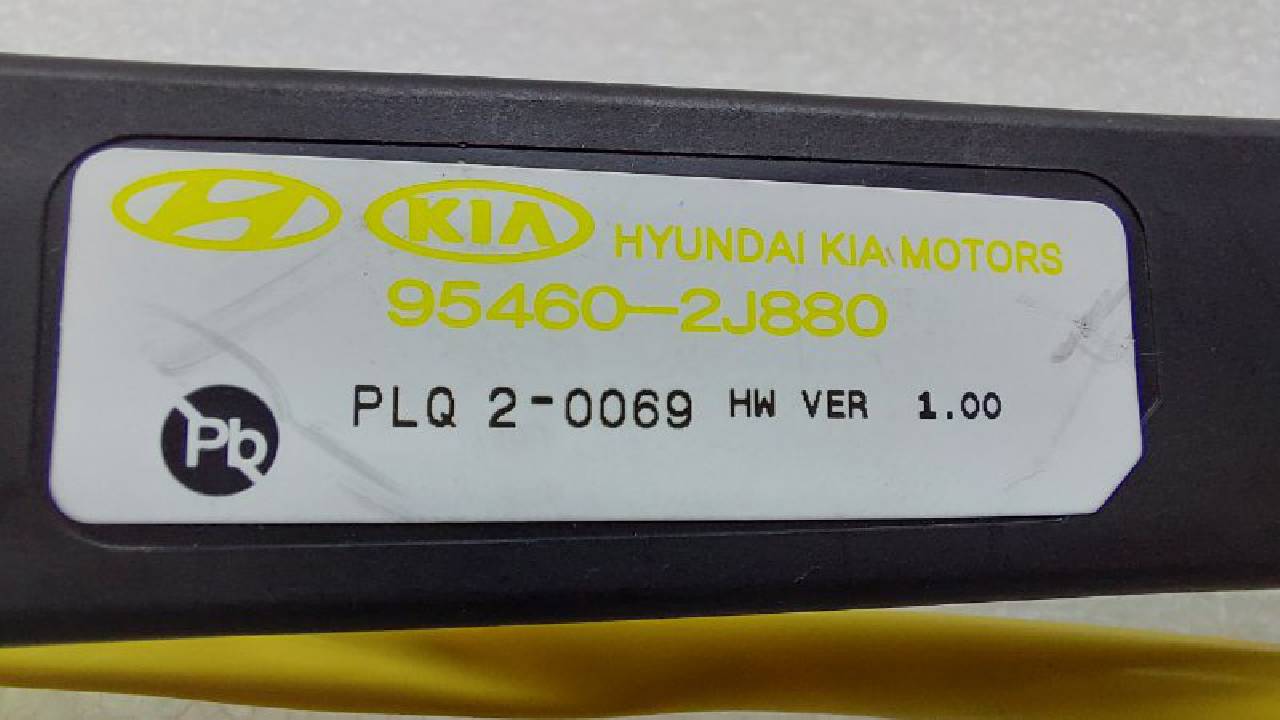 KIA HYUNDAI KIA MOTORS
95460-2J880
Pb PLQ 2-0069 HW VER 1.00